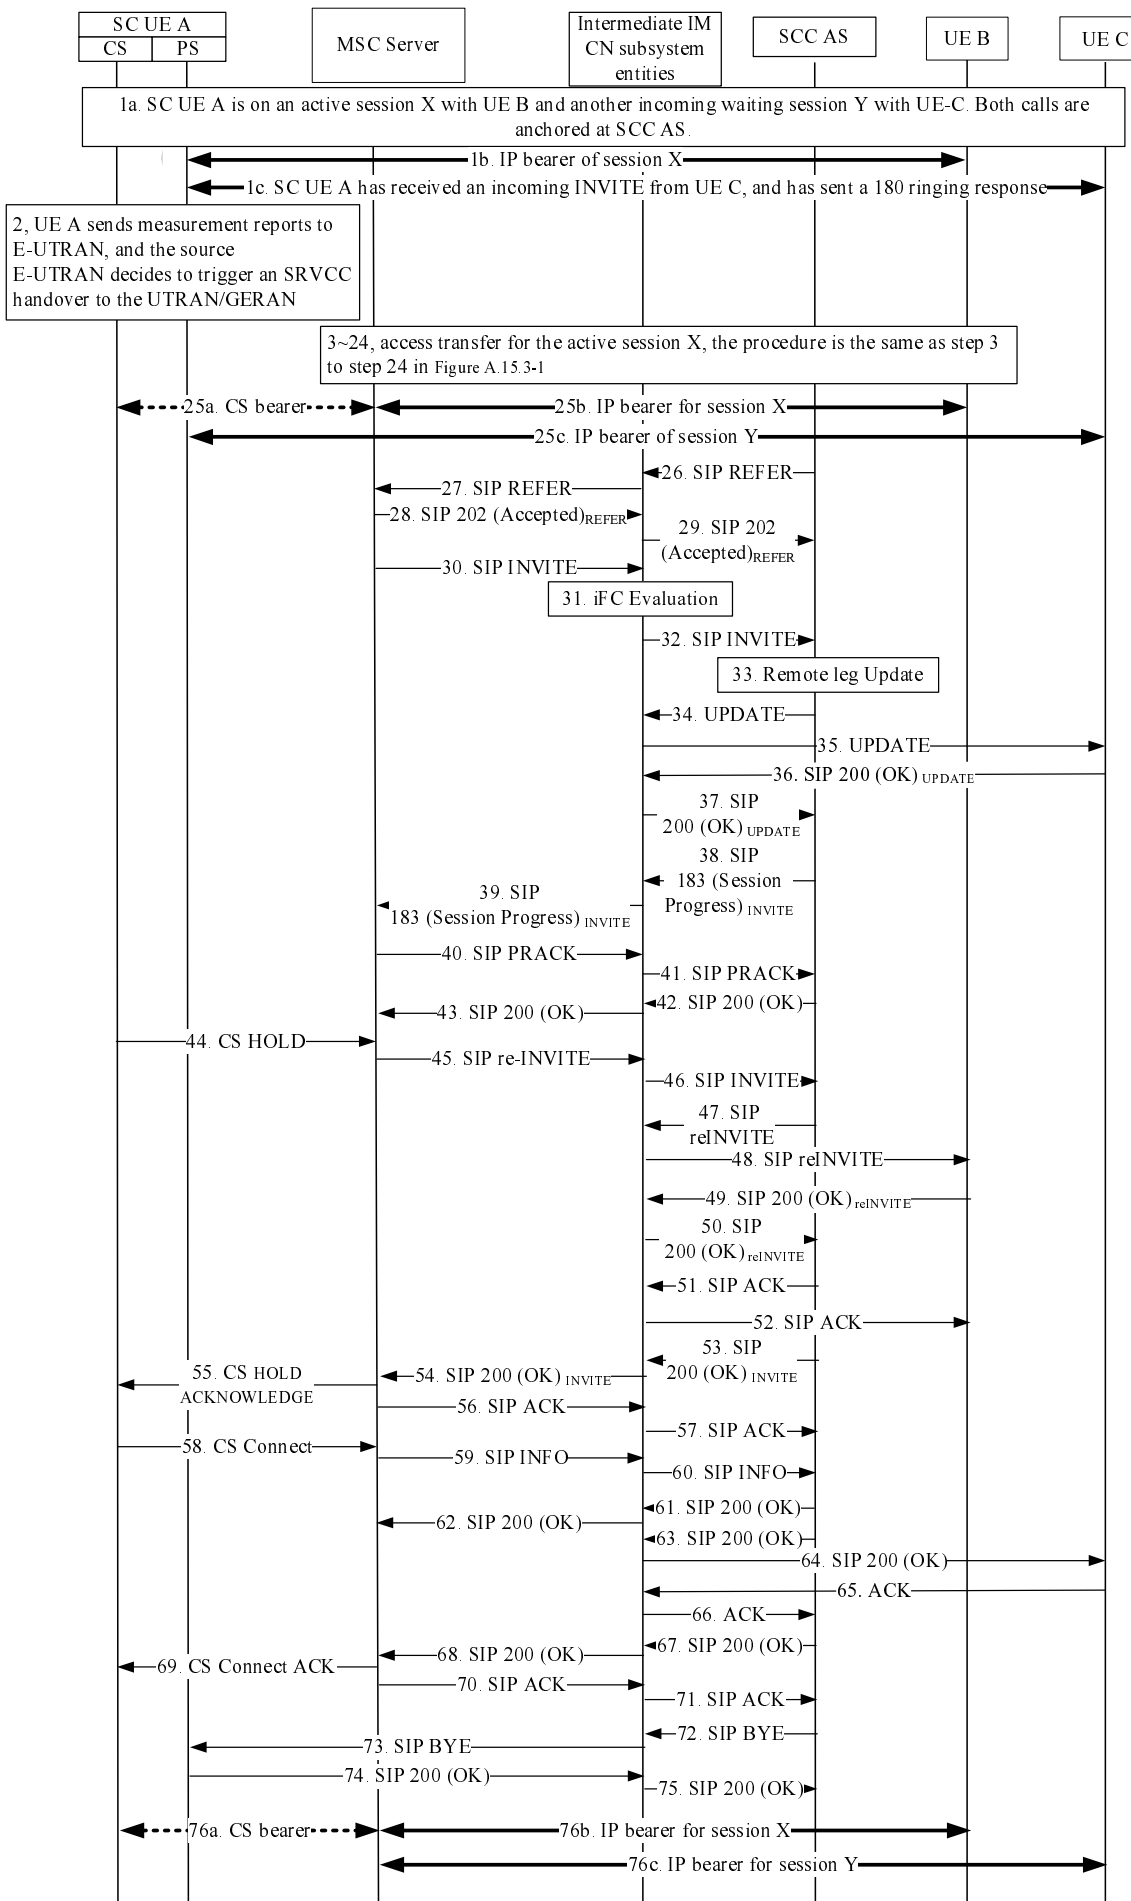 SC UE A
CS
PS
MSC Server
Intermediate IM
CN subsystem
entities
SCC AS
UE B
UE C
1a. SC UE A is on an active session X with UE B and another incoming waiting session Y with UE-C. Both calls are
anchored at SCC AS.
1b. IP bearer of session X
1c. SC UE A has received an incoming INVITE from UE C, and has sent a 180 ringing response
2, UE A sends measurement reports to
E-UTRAN, and the source
E-UTRAN decides to trigger an SRVCC
handover to the UTRAN/GERAN
3~24, access transfer for the active session X, the procedure is the same as step 3
to step 24 in Figure A.15.3-1
25a. CS bearer
25b. IP bearer for session X
25c. IP bearer of session Y
26. SIP REFER
27. SIP REFER
28. SIP 202 (Accepted)REFER
29. SIP 202
(Accepted)REFER
30. SIP INVITE
31. iFC Evaluation
32. SIP INVITE
33. Remote leg Update
34. UPDATE
35. UPDATE
36. SIP 200 (OK) UPDATE
37. SIP
200 (OK) UPDATE
38. SIP
183 (Session
Progress) INVITE
39. SIP
183 (Session Progress) INVITE
40. SIP PRACK
41. SIP PRACK
42. SIP 200 (OK)
43. SIP 200 (OK)
44. CS HOLD
45. SIP re-INVITE
46. SIP INVITE
47. SIP
reINVITE
48. SIP reINVITE
49. SIP 200 (OK) reINVITE
50. SIP
200 (OK) reINVITE
51. SIP ACK
52. SIP ACK
53. SIP
200 (OK) INVITE
54. SIP 200 (OK) INVITE
55. CS HOLD
ACKNOWLEDGE
56. SIP ACK
57. SIP ACK
58. CS Connect
59. SIP INFO
60. SIP INFO
61. SIP 200 (OK)
62. SIP 200 (OK)
63. SIP 200 (OK)
64. SIP 200 (OK)
65. ACK
66. ACK
67. SIP 200 (OK)
68. SIP 200 (OK)
69. CS Connect ACK
70. SIP ACK
71. SIP ACK
72. SIP BYE
73. SIP BYE
74. SIP 200 (OK)
75. SIP 200 (OK)
76a. CS bearer
76b. IP bearer for session X
76c. IP bearer for session Y